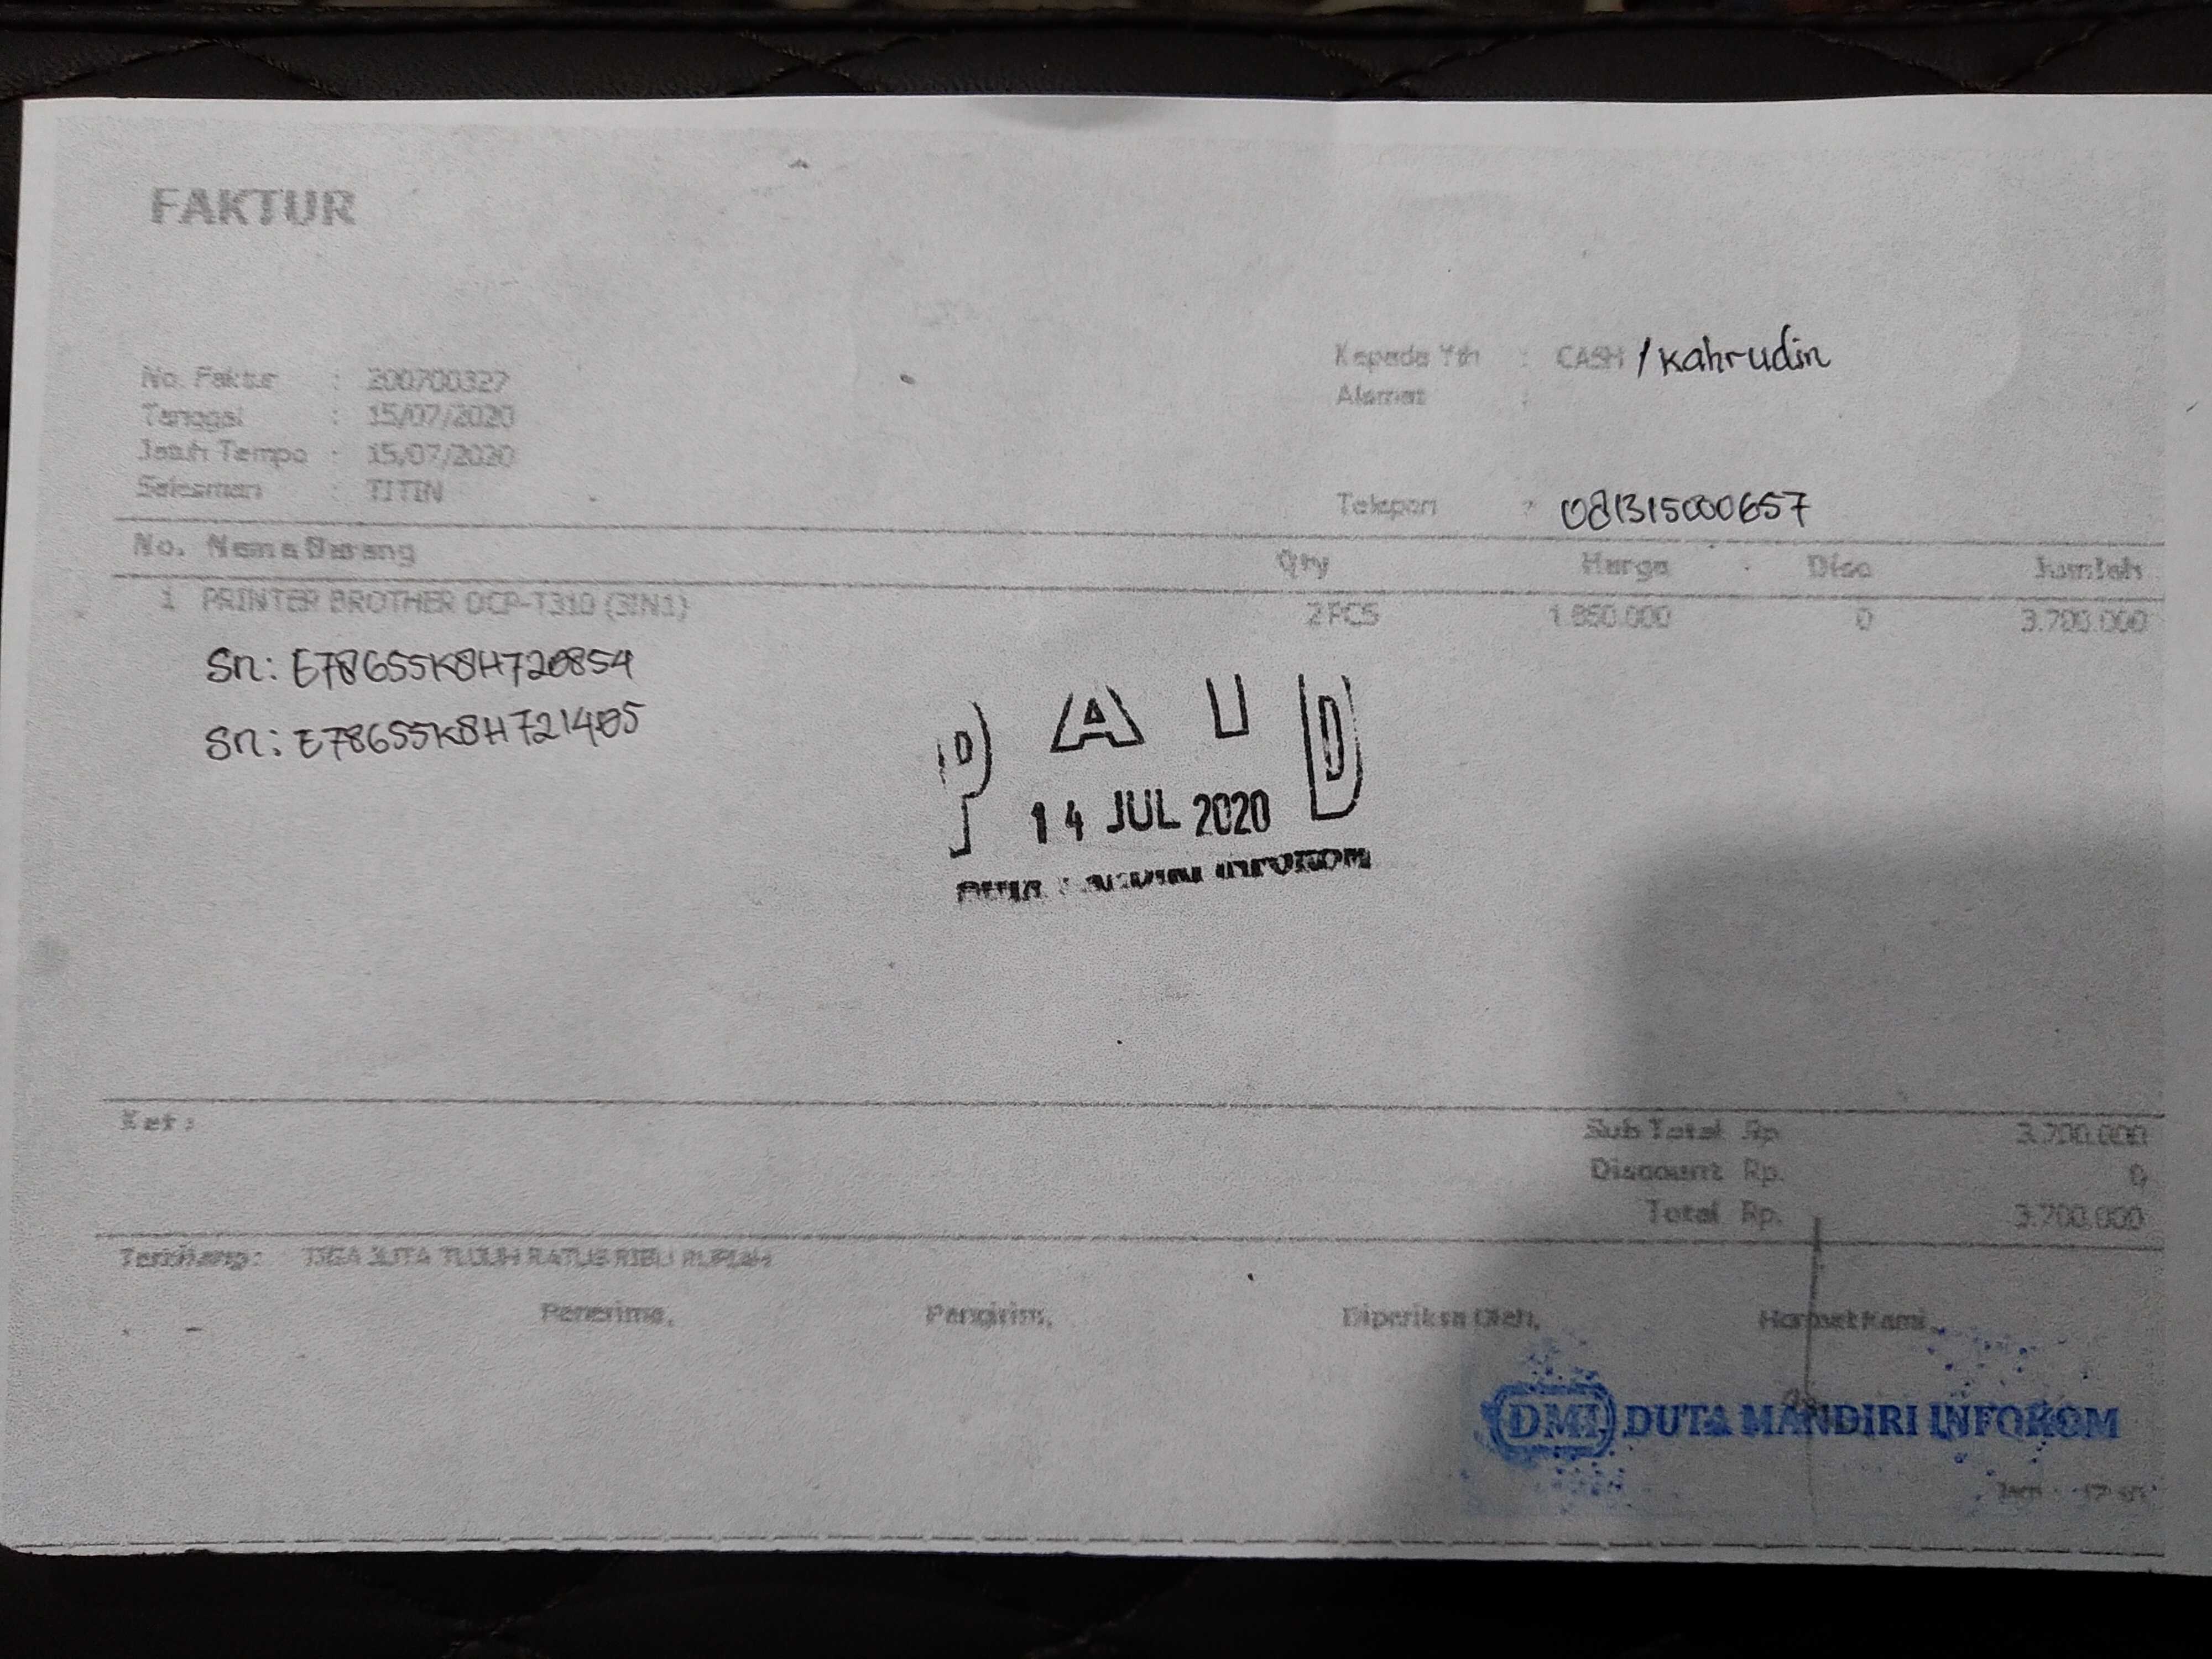 FAKTUR
No. Faktur : 200700327
Tanggal : 15/07/2020
Jatuh Tempo : 15/07/2020
Salesman : TITIN
Kepada Yth : CASH / Kahrudin
Alamat :
Telepon : 081315000657
No. Nama Barang Qty Harga Disc Jumlah
1 PRINTER BROTHER DCP-T310 (3IN1) 2 PCS 1.850.000 0 3.700.000
Sn: E78655K8H720854
Sn: E78655K8H721405
PAID
14 JUL 2020
DUTA MANDIRI INFOKOM
Ket :
Sub Total Rp 3.700.000
Discount Rp. 0
Total Rp. 3.700.000
Terbilang: TIGA JUTA TUJUH RATUS RIBU RUPIAH
Penerima, Pengirim, Diperiksa Oleh, Hormat Kami,
DMI DUTA MANDIRI INFOKOM